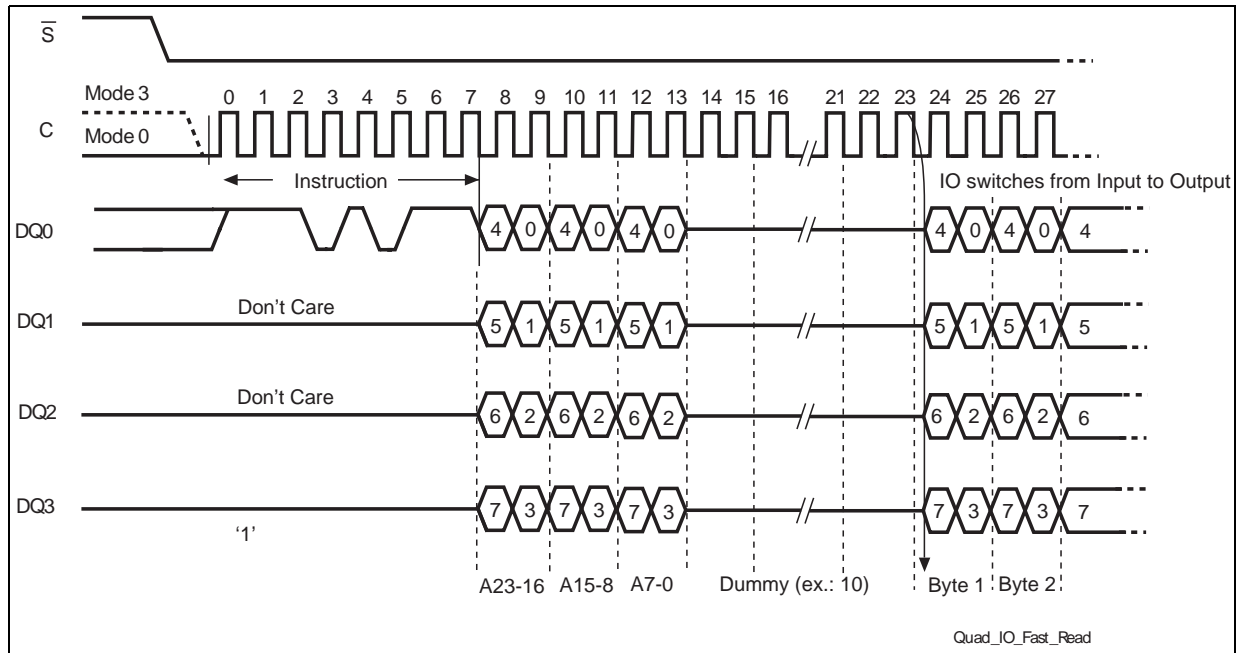 S
Mode 3
0 1 2 3 4 5 6 7 8 9 10 11 12 13 14 15 16 21 22 23 24 25 26 27
C
Mode 0
Instruction
IO switches from Input to Output
DQ0
4 0 4 0 4 0 4 0 4 0 4
Don't Care
DQ1
5 1 5 1 5 1 5 1 5 1 5
Don't Care
DQ2
6 2 6 2 6 2 6 2 6 2 6
DQ3
7 3 7 3 7 3 7 3 7 3 7
‘1’
A23-16 A15-8 A7-0 Dummy (ex.: 10) Byte 1 Byte 2
Quad_IO_Fast_Read